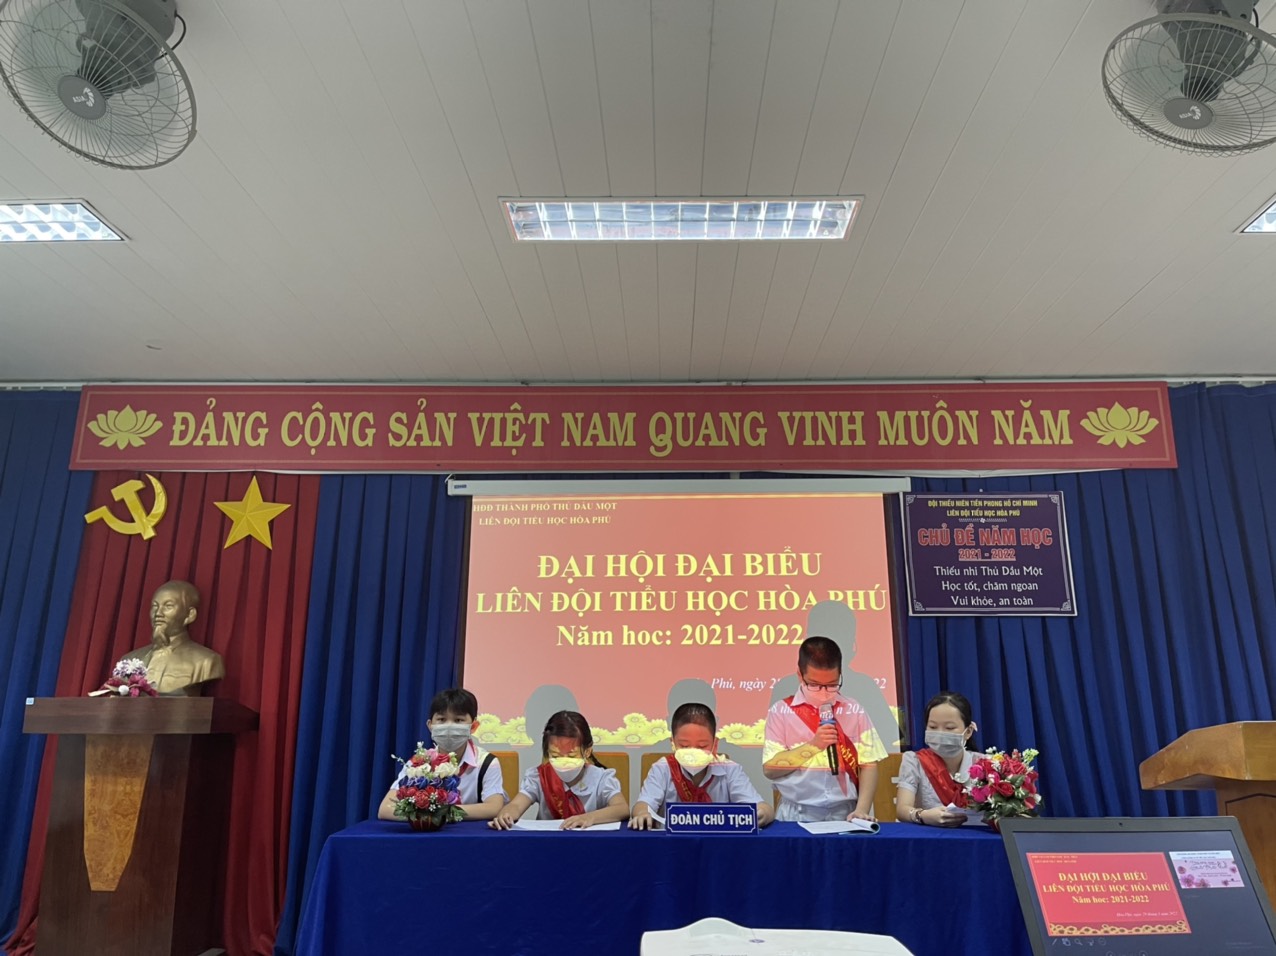 ĐẢNG CỘNG SẢN VIỆT NAM QUANG VINH MUÔN NĂM
HĐĐ THÀNH PHỐ THỦ DẦU MỘT
LIÊN ĐỘI TIỂU HỌC HÒA PHÚ
ĐẠI HỘI ĐẠI BIỂU
LIÊN ĐỘI TIỂU HỌC HÒA PHÚ
Năm học: 2021-2022
Phú, ngày
ĐỘI THIẾU NIÊN TIỀN PHONG HỒ CHÍ MINH
LIÊN ĐỘI TIỂU HỌC HÒA PHÚ
CHỦ ĐỀ NĂM HỌC
2021 - 2022
Thiếu nhi Thủ Dầu Một
Học tốt, chăm ngoan
Vui khỏe, an toàn
ĐOÀN CHỦ TỊCH
ĐẠI HỘI ĐẠI BIỂU
LIÊN ĐỘI TIỂU HỌC HÒA PHÚ
Năm học: 2021-2022